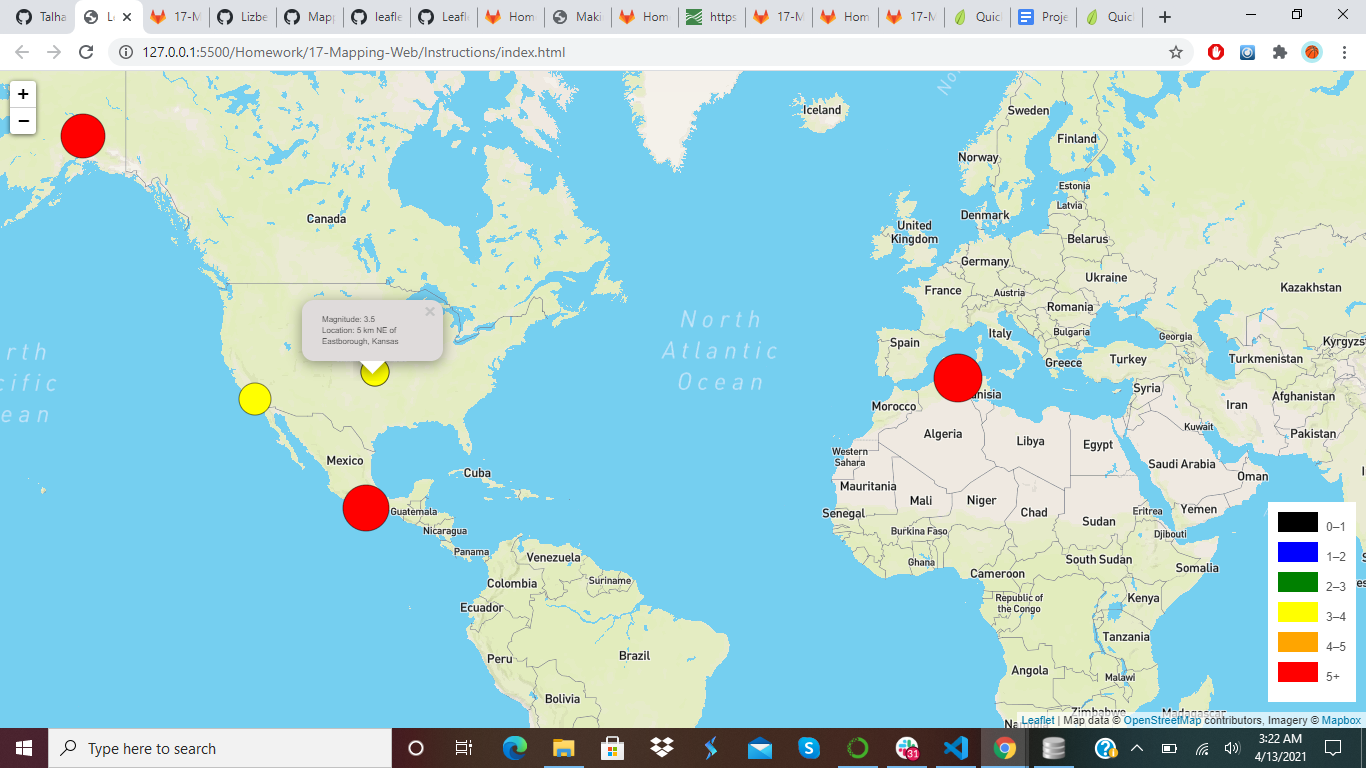 Talha
Le
17-M
Lizbe
Mapp
leafle
Leafl
Hom
Maki
Hom
https
17-M
Hom
17-M
Quic
Proje
Quic
127.0.0.1:5500/Homework/17-Mapping-Web/Instructions/index.html
+
−
Iceland
Sweden
Finland
Norway
Estonia
Latvia
Denmark
Canada
United
Kingdom
Belarus
Germany
Ukraine
France
Austria
Kazakhstan
Romania
Magnitude: 3.5
Location: 5 km NE of
Eastborough, Kansas
×
North
Atlantic
Ocean
Italy
Bulgaria
Georgia
Spain
Greece
Turkey
Turkmenistan
Kyrgyzs
rth
cific
ean
Syria
Tunisia
Morocco
Iran
Afghanistan
Kuwait
Pakistan
Algeria
Libya
Egypt
Western
Sahara
Saudi Arabia
Oman
Mexico
Cuba
Mauritania
Mali
Niger
Chad
Sudan
Eritrea
Yemen
Senegal
Guatemala
Nicaragua
Burkina Faso
Djibouti
Panama
Venezuela
Ghana
South Sudan
Somalia
Cameroon
Colombia
Suriname
Ecuador
Republic of
the Congo
Kenya
Tanzania
Peru
Brazil
Angola
Malawi
Bolivia
Zimbabwe
Madagascar
0–1
1–2
2–3
3–4
4–5
5+
Leaflet | Map data © OpenStreetMap contributors, Imagery © Mapbox
Type here to search
31
3:22 AM
4/13/2021